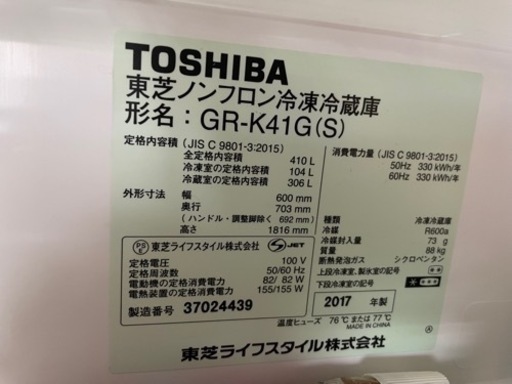 TOSHIBA
東芝ノンフロン冷凍冷蔵庫
形名：GR-K41G(S)
定格内容積 (JIS C 9801-3:2015)
全定格内容積 410 L
冷凍室の定格内容積 104 L
冷蔵室の定格内容積 306 L
外形寸法 幅 600 mm
奥行 703 mm
(ハンドル・調整脚除く 692 mm)
高さ 1816 mm
消費電力量 (JIS C 9801-3:2015)
50Hz 330 kWh/年
60Hz 330 kWh/年
種類 冷凍冷蔵庫
冷媒 R600a
冷媒封入量 73 g
質量 88 kg
断熱発泡ガス シクロペンタン
上段冷凍室、製氷室の記号
下段冷凍室の記号
PS E 東芝ライフスタイル株式会社 S JET
定格電圧 100 V
定格周波数 50/60 Hz
電動機の定格消費電力 82/ 82 W
電熱装置の定格消費電力 155/155 W
製造番号 37024439
2017 年製
温度ヒューズ 76℃ または 77℃
MADE IN CHINA
Ⓐ
東芝ライフスタイル株式会社